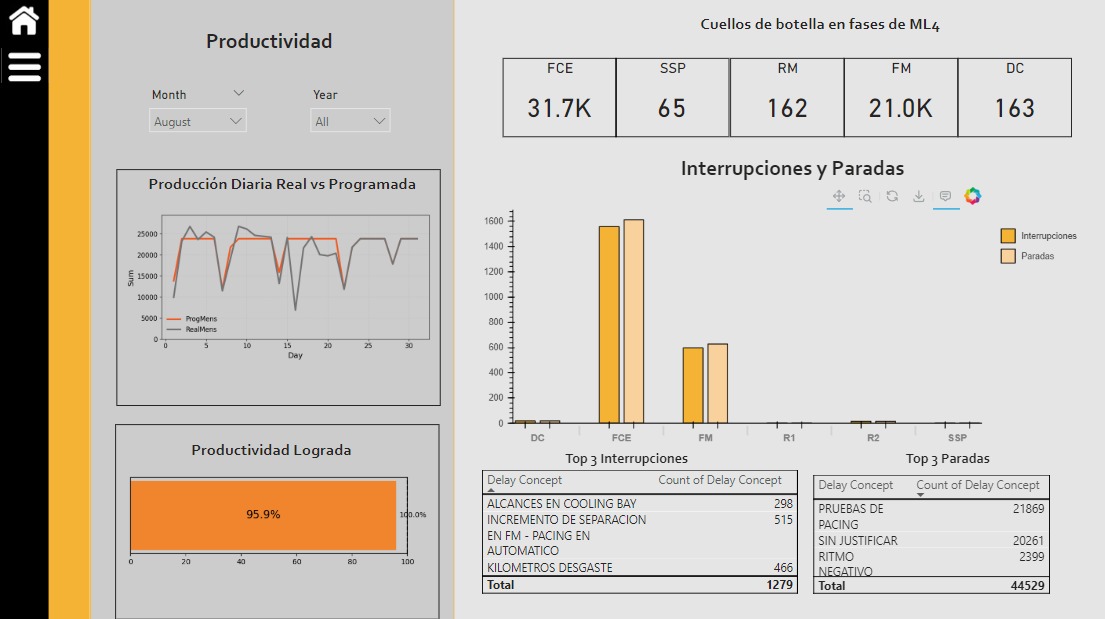 Productividad
Month
Year
August
All
Producción Diaria Real vs Programada
25000
20000
15000
10000
5000
0
Sum
ProgMens
RealMens
0 5 10 15 20 25 30
Day
Productividad Lograda
95.9%
100.0%
0 20 40 60 80 100
Cuellos de botella en fases de ML4
FCE SSP RM FM DC
31.7K 65 162 21.0K 163
Interrupciones y Paradas
1600
1400
1200
1000
800
600
400
200
0
DC FCE FM R1 R2 SSP
Interrupciones
Paradas
Top 3 Interrupciones
Delay Concept Count of Delay Concept
ALCANCES EN COOLING BAY 298
INCREMENTO DE SEPARACION 515
EN FM - PACING EN
AUTOMATICO
KILOMETROS DESGASTE 466
Total 1279
Top 3 Paradas
Delay Concept Count of Delay Concept
PRUEBAS DE 21869
PACING
SIN JUSTIFICAR 20261
RITMO 2399
NEGATIVO
Total 44529